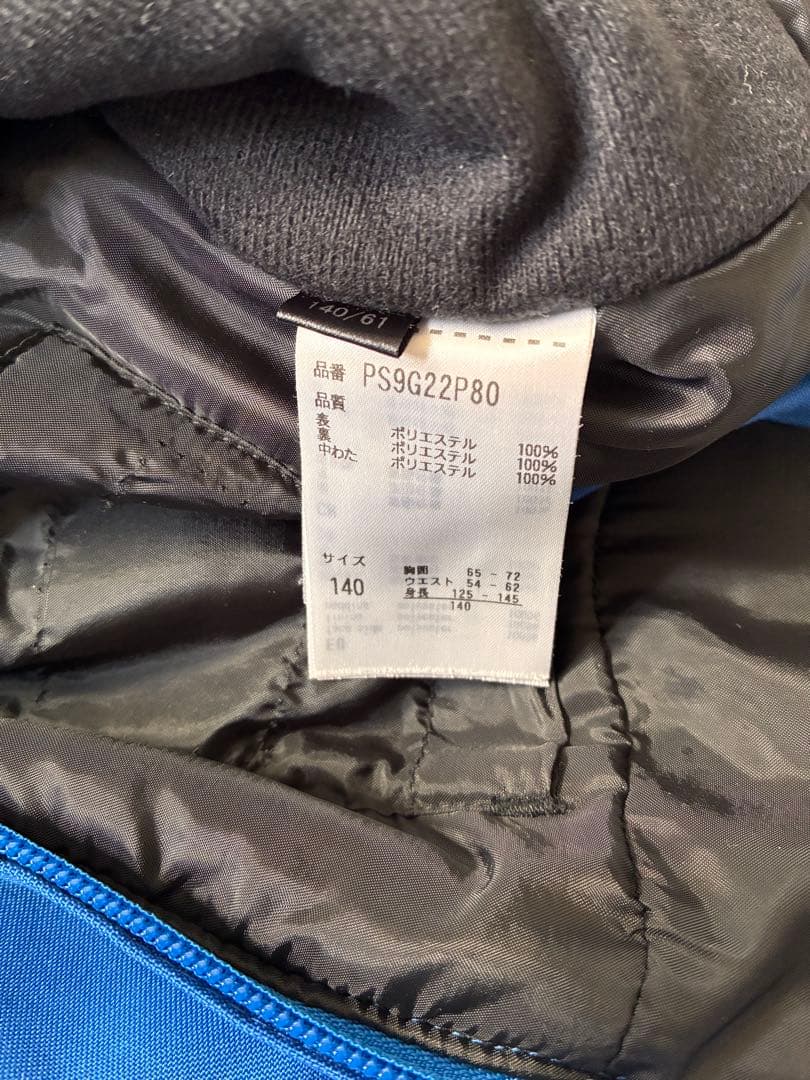 140/61
品番 PS9G22P80
品質
表 ポリエステル 100%
裏 ポリエステル 100%
中わた ポリエステル 100%
サイズ
140
胸囲 65 - 72
ウエスト 54 - 62
身長 125 - 145
140